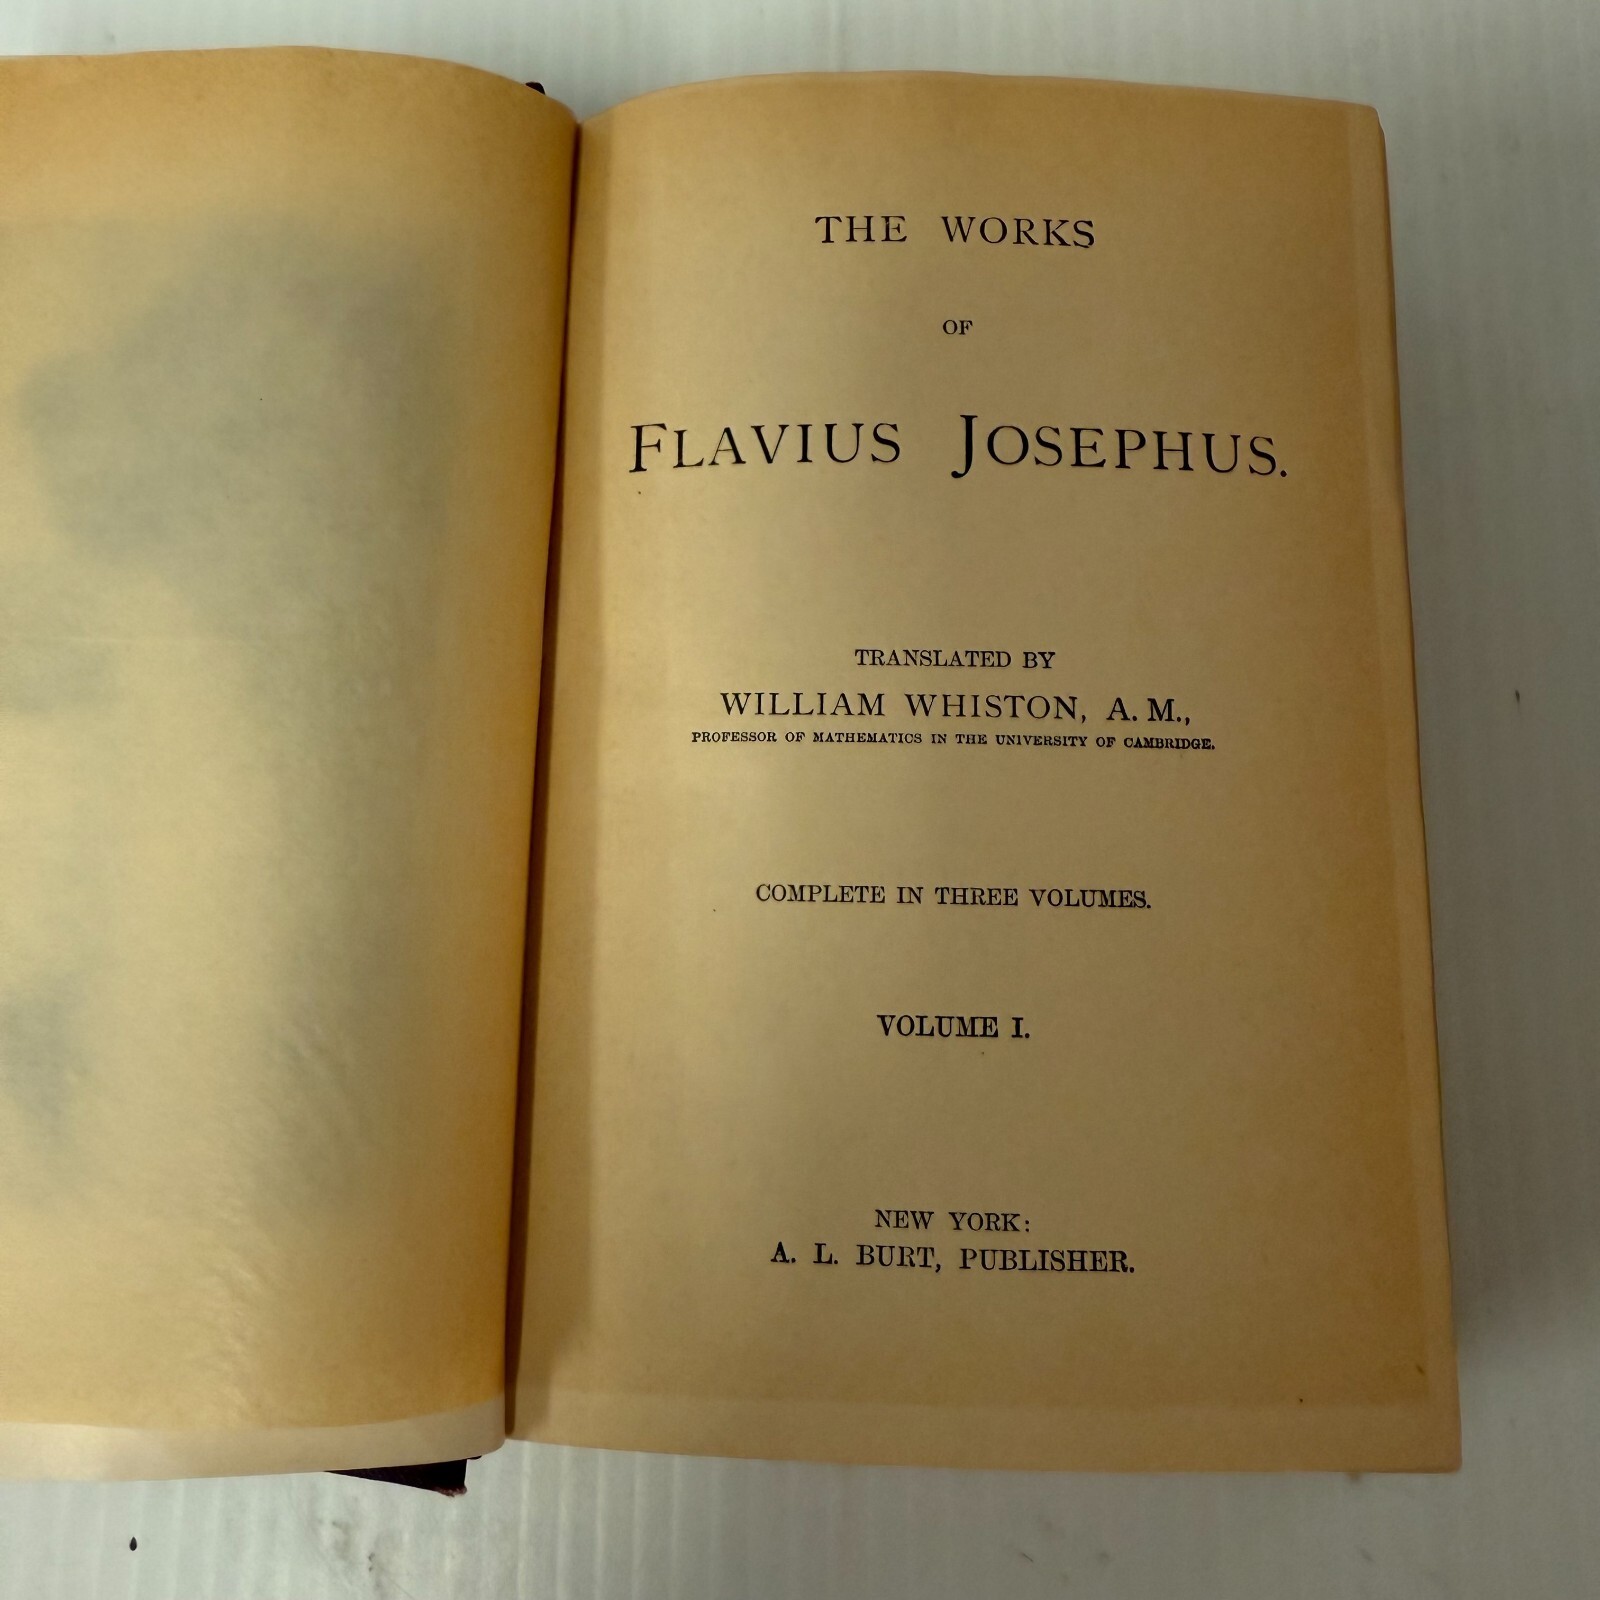 THE WORKS
OF
FLAVIUS JOSEPHUS.
TRANSLATED BY
WILLIAM WHISTON, A. M.,
PROFESSOR OF MATHEMATICS IN THE UNIVERSITY OF CAMBRIDGE.
COMPLETE IN THREE VOLUMES.
VOLUME I.
NEW YORK:
A. L. BURT, PUBLISHER.